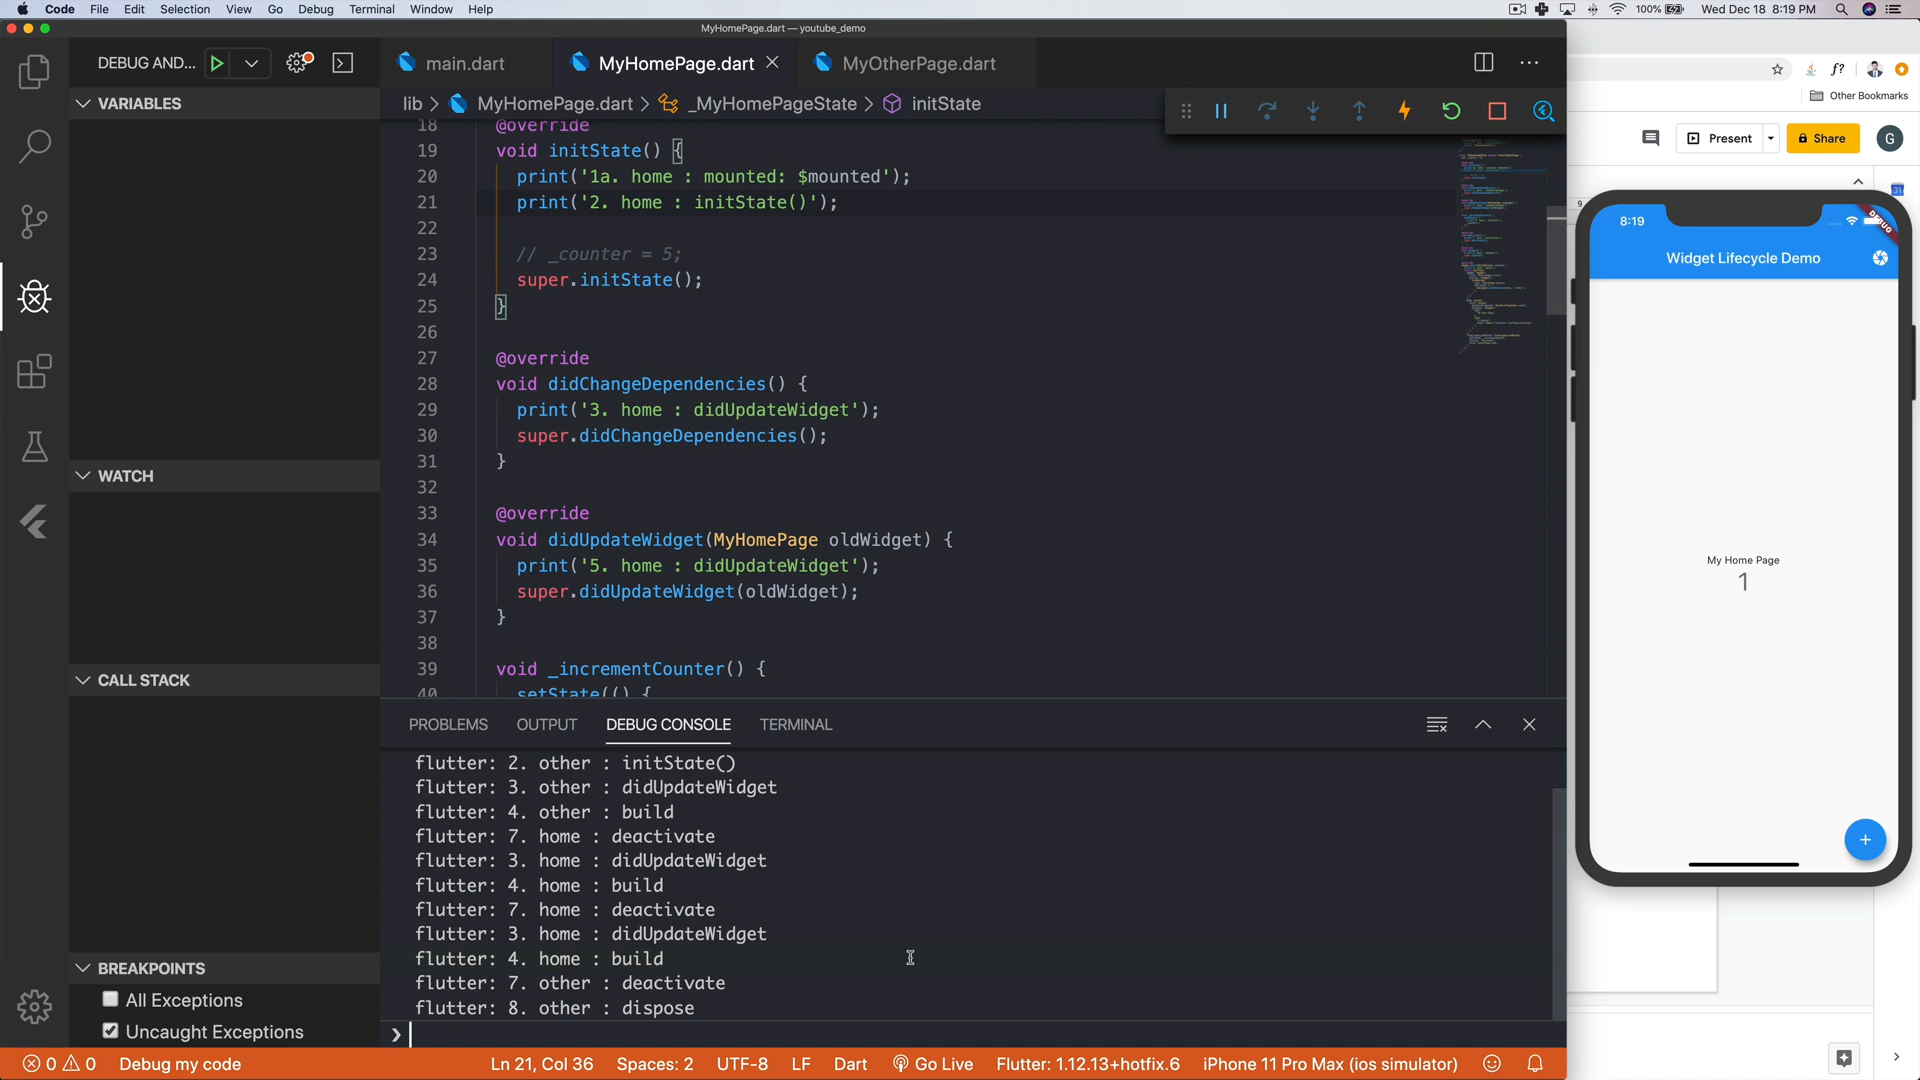 Code File Edit Selection View Go Debug Terminal Window Help 100% Wed Dec 18 8:19 PM
MyHomePage.dart — youtube_demo
DEBUG AND...
main.dart
MyHomePage.dart
MyOtherPage.dart
lib > MyHomePage.dart > _MyHomePageState > initState
VARIABLES
WATCH
CALL STACK
BREAKPOINTS
All Exceptions
Uncaught Exceptions
18 @override
19 void initState() {
20 print('1a. home : mounted: $mounted');
21 print('2. home : initState()');
22
23 // _counter = 5;
24 super.initState();
25 }
26
27 @override
28 void didChangeDependencies() {
29 print('3. home : didUpdateWidget');
30 super.didChangeDependencies();
31 }
32
33 @override
34 void didUpdateWidget(MyHomePage oldWidget) {
35 print('5. home : didUpdateWidget');
36 super.didUpdateWidget(oldWidget);
37 }
38
39 void _incrementCounter() {
40 setState(() {
PROBLEMS OUTPUT DEBUG CONSOLE TERMINAL
flutter: 2. other : initState()
flutter: 3. other : didUpdateWidget
flutter: 4. other : build
flutter: 7. home : deactivate
flutter: 3. home : didUpdateWidget
flutter: 4. home : build
flutter: 7. home : deactivate
flutter: 3. home : didUpdateWidget
flutter: 4. home : build
flutter: 7. other : deactivate
flutter: 8. other : dispose
0 0 Debug my code Ln 21, Col 36 Spaces: 2 UTF-8 LF Dart Go Live Flutter: 1.12.13+hotfix.6 iPhone 11 Pro Max (ios simulator)
f?
Other Bookmarks
Present
Share
G
9
31
8:19
DEBUG
Widget Lifecycle Demo
My Home Page
1
+